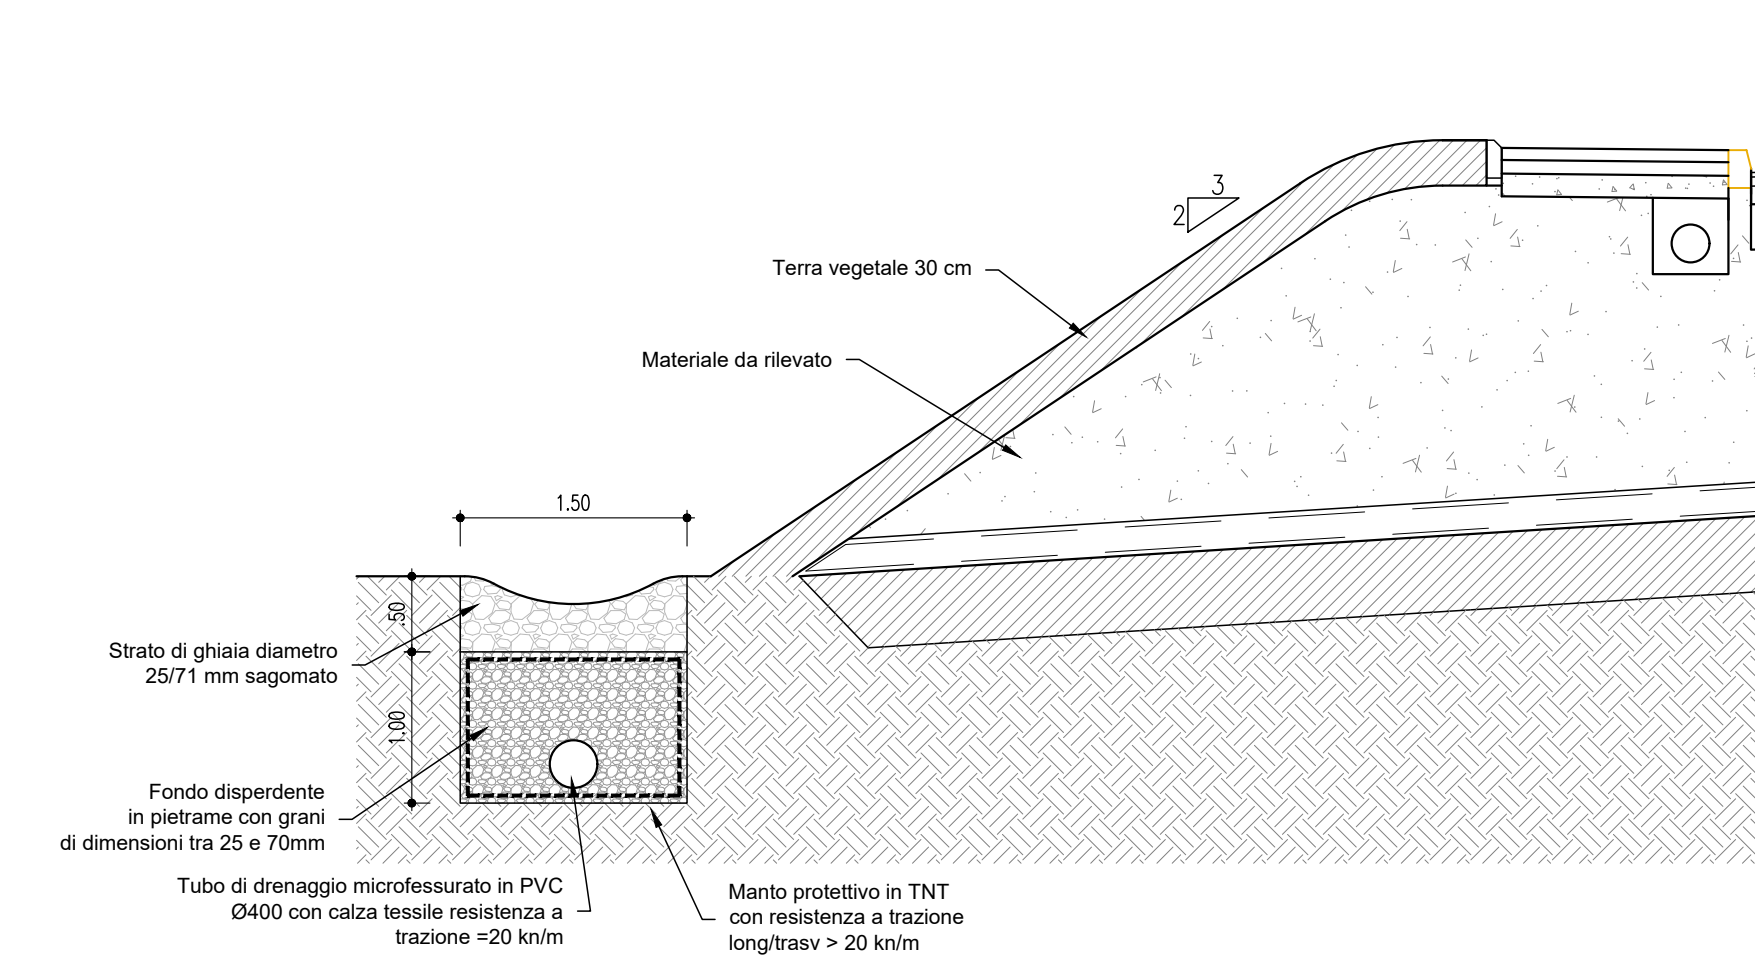 3
2
Terra vegetale 30 cm
Materiale da rilevato
1.50
.50
Strato di ghiaia diametro
25/71 mm sagomato
1.00
Fondo disperdente
in pietrame con grani
di dimensioni tra 25 e 70mm
Tubo di drenaggio microfessurato in PVC
Ø400 con calza tessile resistenza a
trazione =20 kn/m
Manto protettivo in TNT
con resistenza a trazione
long/trasv > 20 kn/m